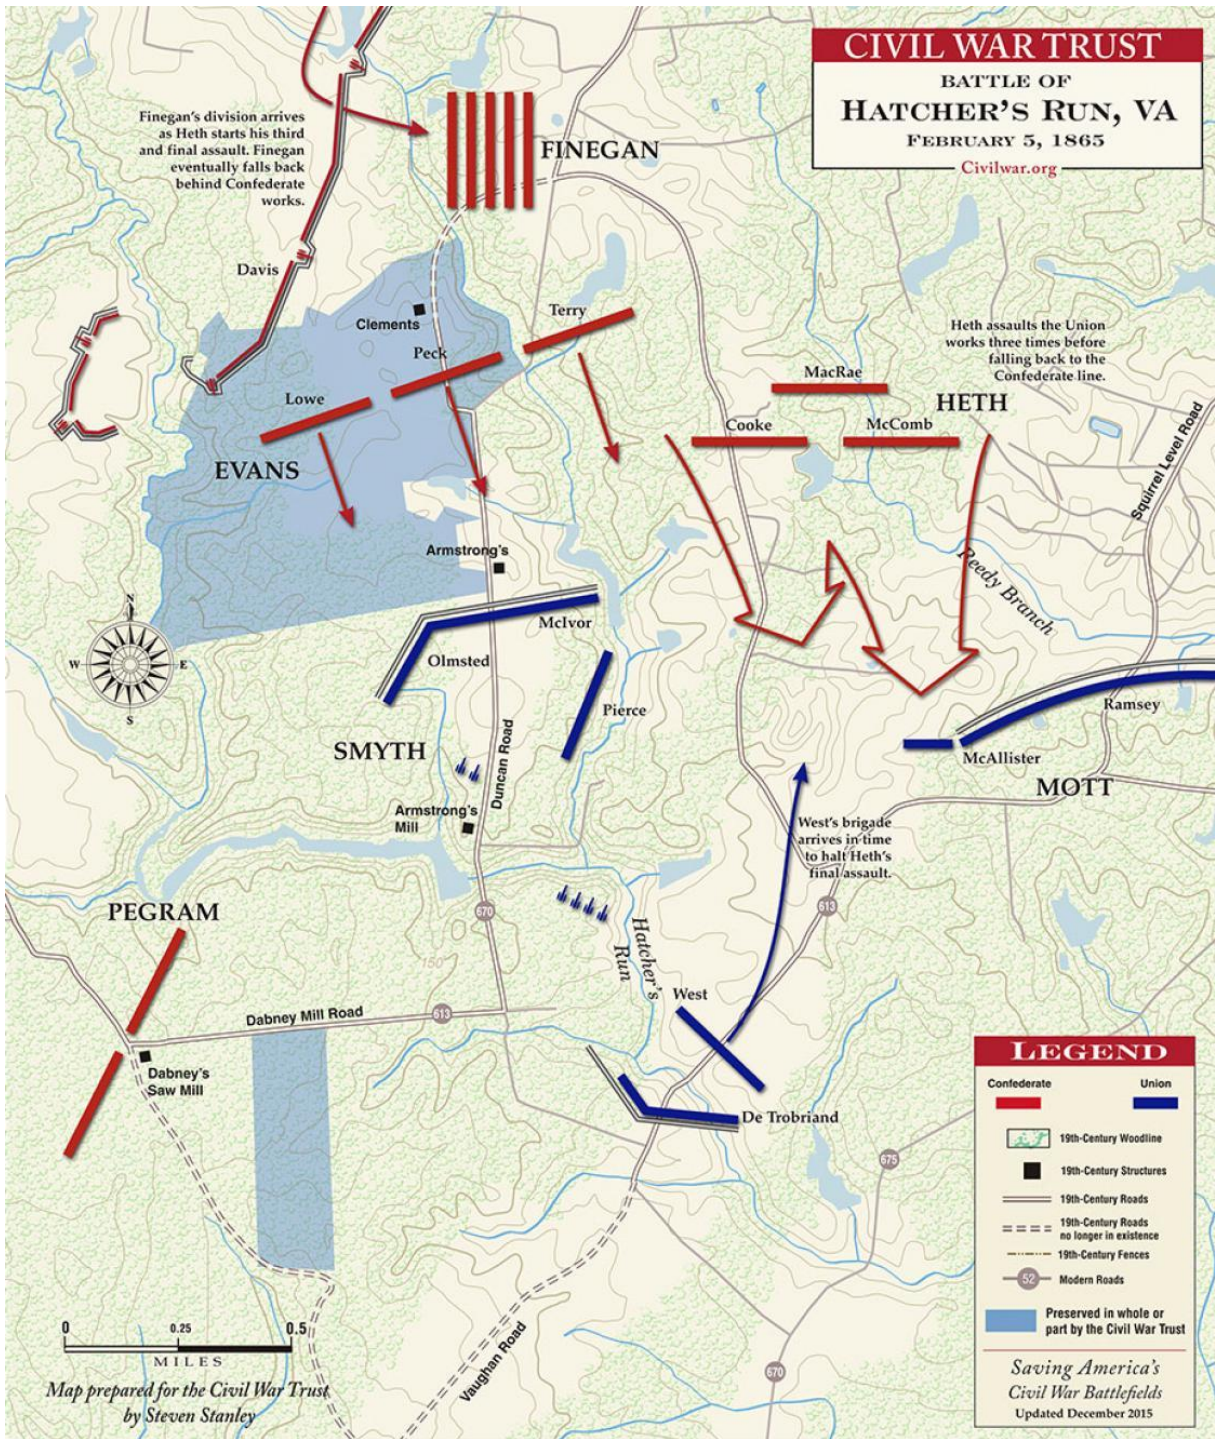 CIVIL WAR TRUST
BATTLE OF
HATCHER'S RUN, VA
FEBRUARY 5, 1865
Civilwar.org
Finegan's division arrives
as Heth starts his third
and final assault. Finegan
eventually falls back
behind Confederate
works.
FINEGAN
Davis
Clements
Terry
Peck
Lowe
EVANS
Heth assaults the Union
works three times before
falling back to the
Confederate line.
MacRae
HETH
Cooke
McComb
Squirrel Level Road
Armstrong's
Reedy Branch
N
W
E
S
McIvor
Olmsted
Pierce
SMYTH
Duncan Road
Ramsey
McAllister
MOTT
Armstrong's
Mill
West's brigade
arrives in time
to halt Heth's
final assault.
PEGRAM
670
613
Hatcher's
Run
150'
West
Dabney Mill Road
613
Dabney's
Saw Mill
De Trobriand
675
Vaughan Road
670
0
0.25
0.5
MILES
Map prepared for the Civil War Trust
by Steven Stanley
LEGEND
Confederate
Union
19th-Century Woodline
19th-Century Structures
19th-Century Roads
19th-Century Roads
no longer in existence
19th-Century Fences
52
Modern Roads
Preserved in whole or
part by the Civil War Trust
Saving America's
Civil War Battlefields
Updated December 2015